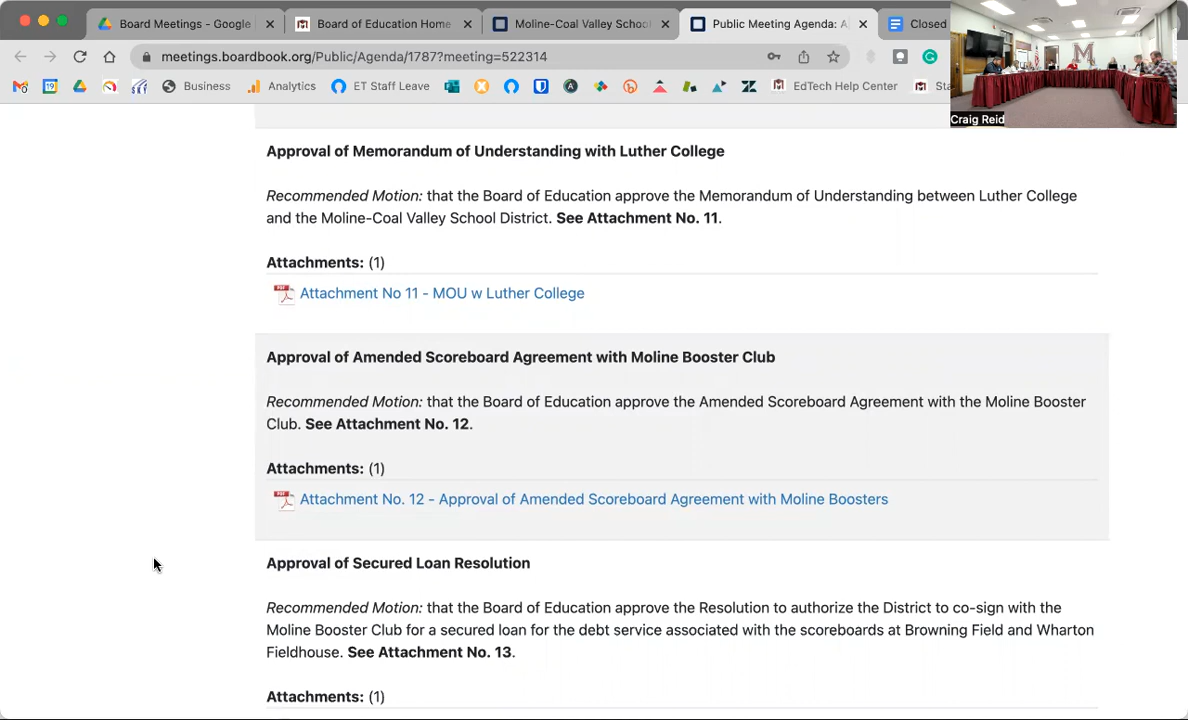 Board Meetings - Google
Board of Education Home
Moline-Coal Valley School
Public Meeting Agenda: A
Closed
meetings.boardbook.org/Public/Agenda/1787?meeting=522314
Business
Analytics
ET Staff Leave
EdTech Help Center
Sta
M
Craig Reid
Approval of Memorandum of Understanding with Luther College
Recommended Motion: that the Board of Education approve the Memorandum of Understanding between Luther College
and the Moline-Coal Valley School District. See Attachment No. 11.
Attachments: (1)
Attachment No 11 - MOU w Luther College
Approval of Amended Scoreboard Agreement with Moline Booster Club
Recommended Motion: that the Board of Education approve the Amended Scoreboard Agreement with the Moline Booster
Club. See Attachment No. 12.
Attachments: (1)
Attachment No. 12 - Approval of Amended Scoreboard Agreement with Moline Boosters
Approval of Secured Loan Resolution
Recommended Motion: that the Board of Education approve the Resolution to authorize the District to co-sign with the
Moline Booster Club for a secured loan for the debt service associated with the scoreboards at Browning Field and Wharton
Fieldhouse. See Attachment No. 13.
Attachments: (1)